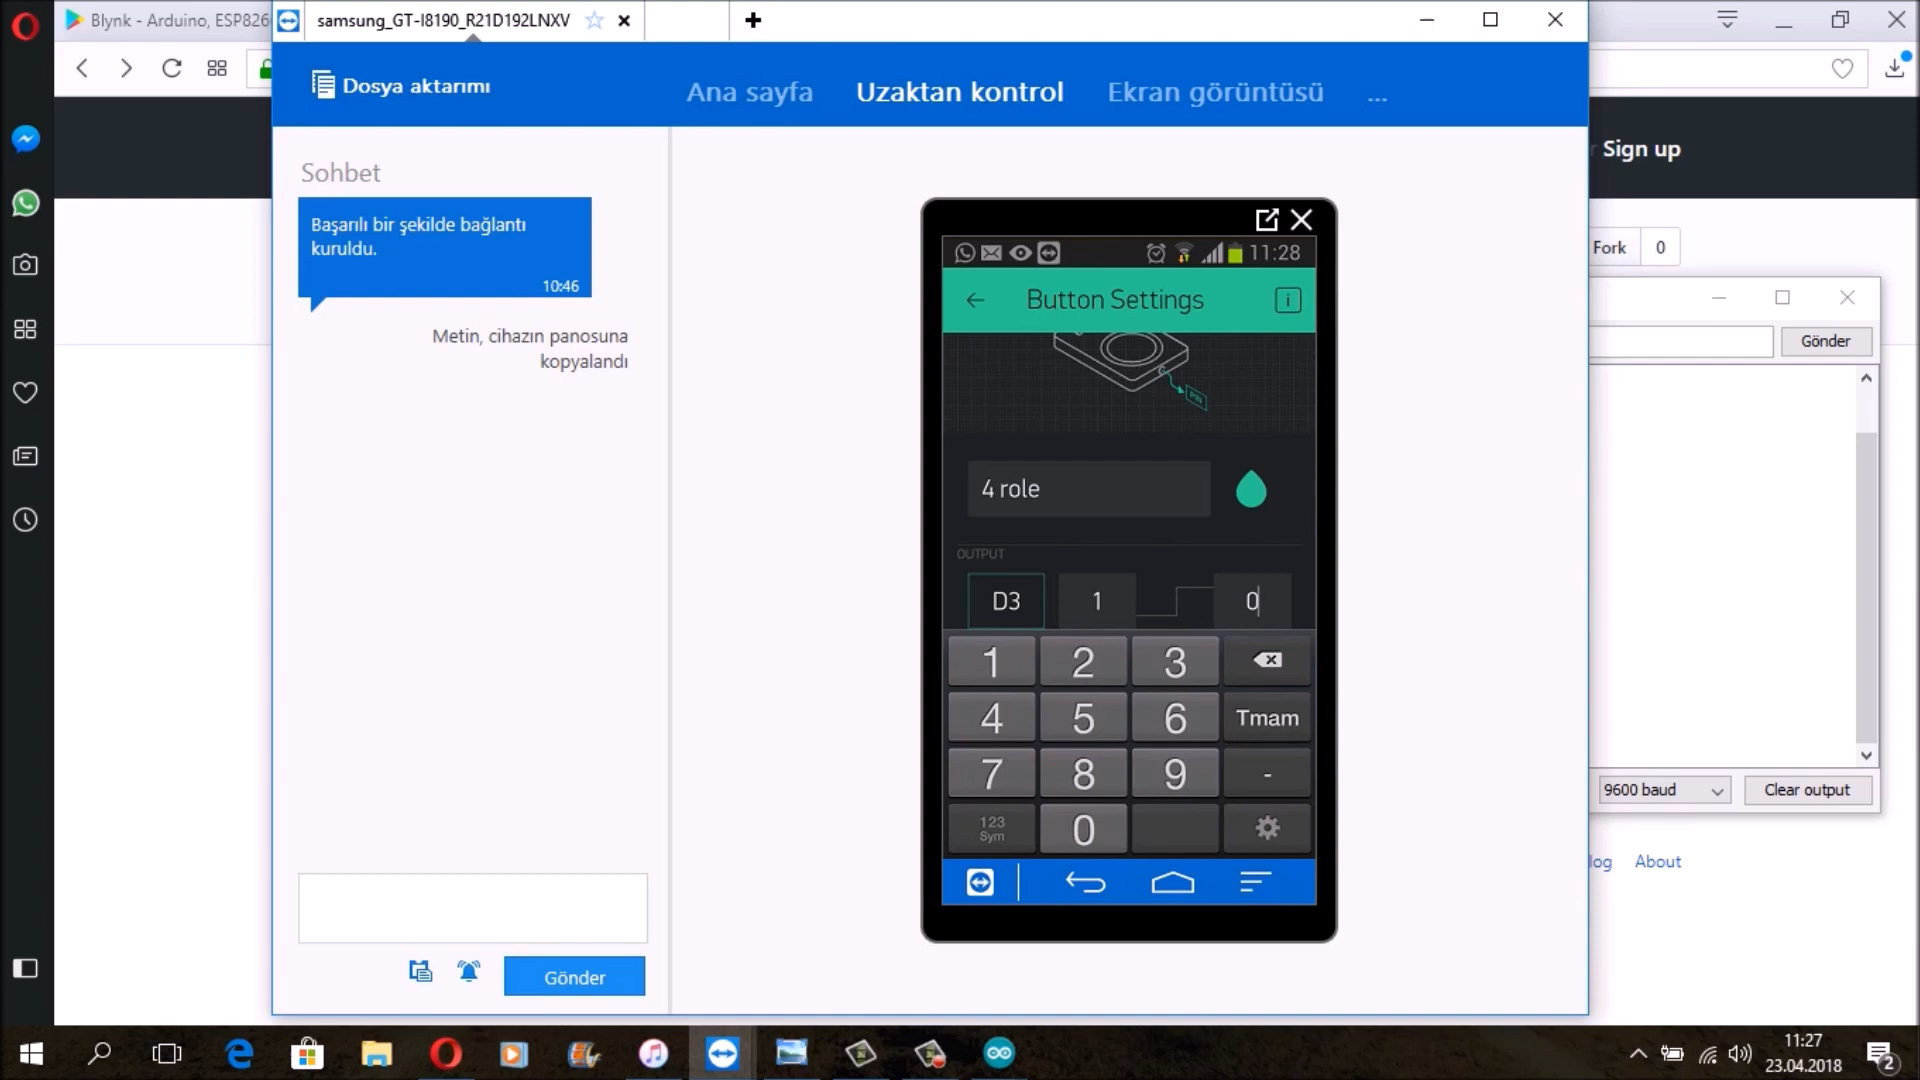 Blynk - Arduino, ESP826
samsung_GT-I8190_R21D192LNXV
Dosya aktarımı
Ana sayfa
Uzaktan kontrol
Ekran görüntüsü
...
Sign up
Sohbet
Başarılı bir şekilde bağlantı
kuruldu.
10:46
Metin, cihazın panosuna
kopyalandı
Gönder
11:28
Button Settings
i
PIN
4 role
OUTPUT
D3
1
0
1
2
3
4
5
6
Tmam
7
8
9
-
123
Sym
0
Fork
0
Gönder
9600 baud
Clear output
log
About
11:27
23.04.2018
2